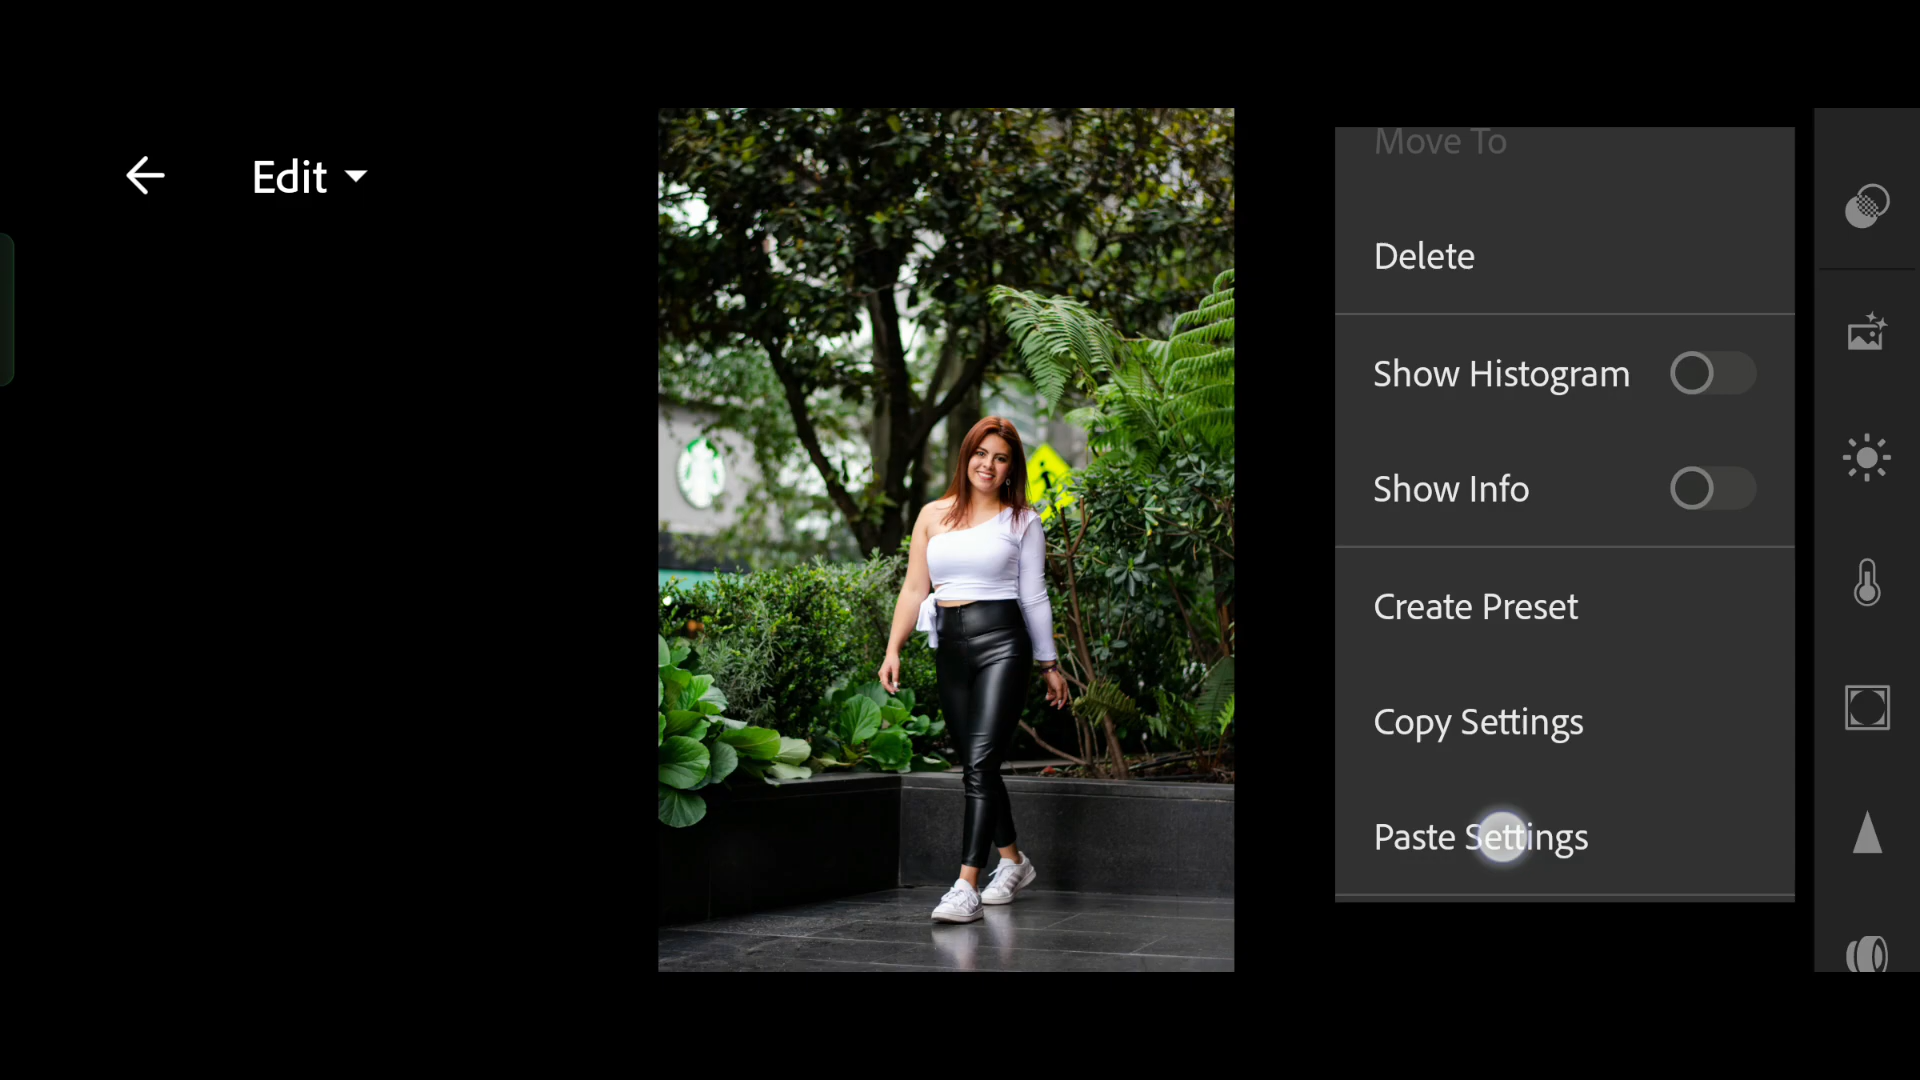 Edit
Move To
Delete
Show Histogram
Show Info
Create Preset
Copy Settings
Paste Settings